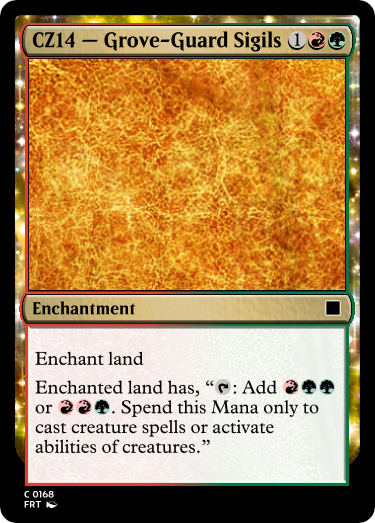 CZ14 — Grove-Guard Sigils 1
Enchantment
Enchant land
Enchanted land has, “: Add
or . Spend this Mana only to
cast creature spells or activate
abilities of creatures.”
C 0168
FRT